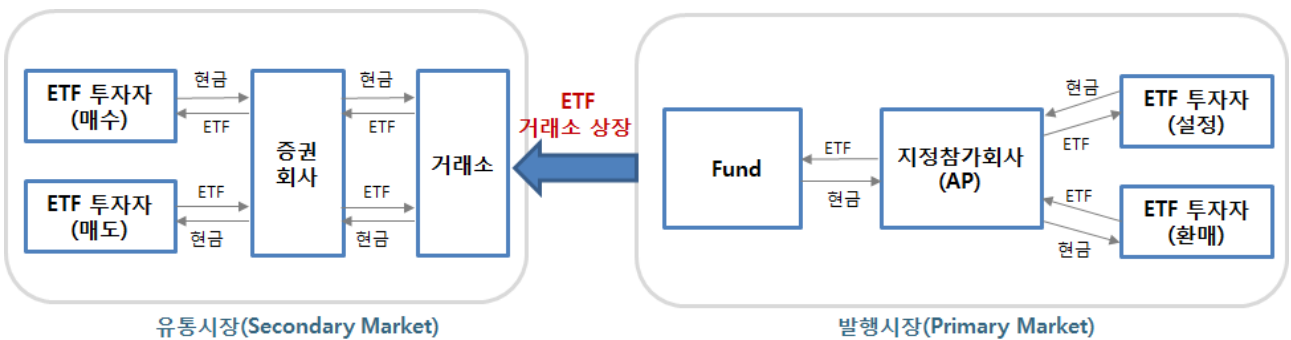 ETF 투자자
(매수)
현금
ETF
ETF 투자자
(매도)
ETF
현금
증권
회사
현금
ETF
ETF
현금
거래소
유통시장(Secondary Market)
ETF
거래소 상장
Fund
ETF
현금
지정참가회사
(AP)
현금
ETF
ETF
현금
ETF 투자자
(설정)
ETF 투자자
(환매)
발행시장(Primary Market)